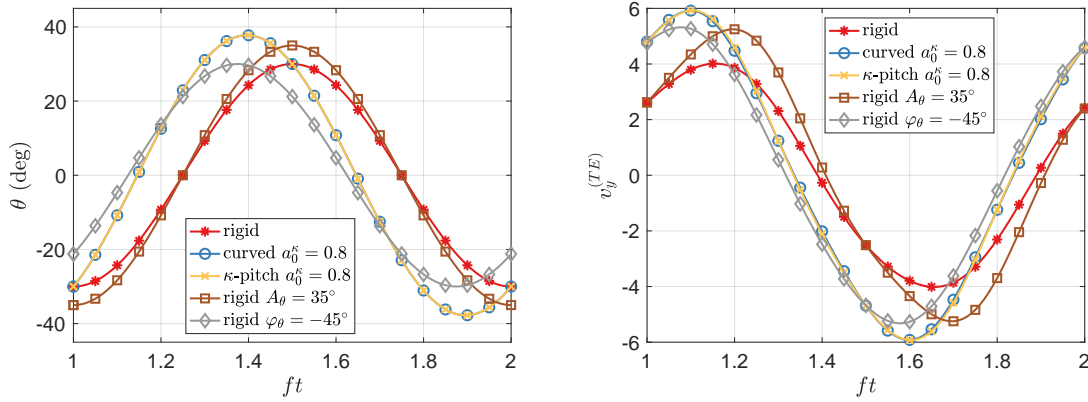 40
20
0
-20
-40
θ (deg)
1
1.2
1.4
1.6
1.8
2
ft
rigid
curved a₀^κ = 0.8
κ-pitch a₀^κ = 0.8
rigid A_θ = 35°
rigid φ_θ = −45°
6
4
2
0
-2
-4
-6
v_y^(TE)
1
1.2
1.4
1.6
1.8
2
ft
rigid
curved a₀^κ = 0.8
κ-pitch a₀^κ = 0.8
rigid A_θ = 35°
rigid φ_θ = −45°